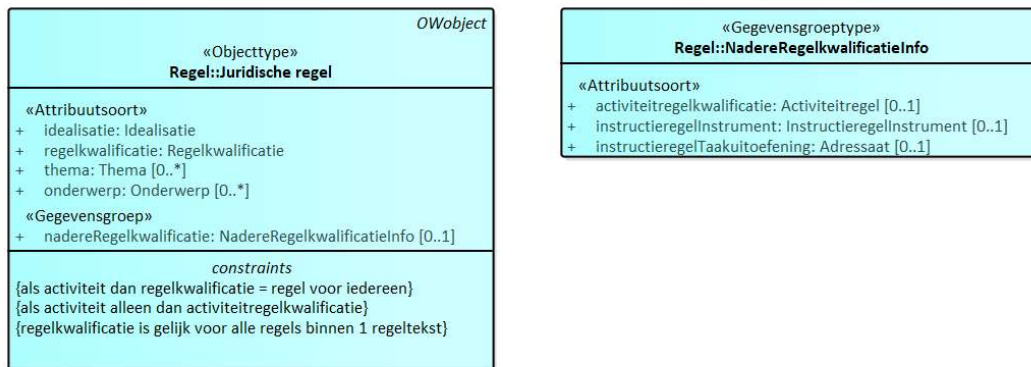 OWobject
«Objecttype»
Regel::Juridische regel
«Attribuutsoort»
+ idealisatie: Idealisatie
+ regelkwalificatie: Regelkwalificatie
+ thema: Thema [0..*]
+ onderwerp: Onderwerp [0..*]
«Gegevensgroep»
+ nadereRegelkwalificatie: NadereRegelkwalificatieInfo [0..1]
constraints
{als activiteit dan regelkwalificatie = regel voor iedereen}
{als activiteit alleen dan activiteitregelkwalificatie}
{regelkwalificatie is gelijk voor alle regels binnen 1 regeltekst}
«Gegevensgroeptype»
Regel::NadereRegelkwalificatieInfo
«Attribuutsoort»
+ activiteitregelkwalificatie: Activiteitregel [0..1]
+ instructieregelInstrument: InstructieregelInstrument [0..1]
+ instructieregelTaakuitoefening: Adressaat [0..1]